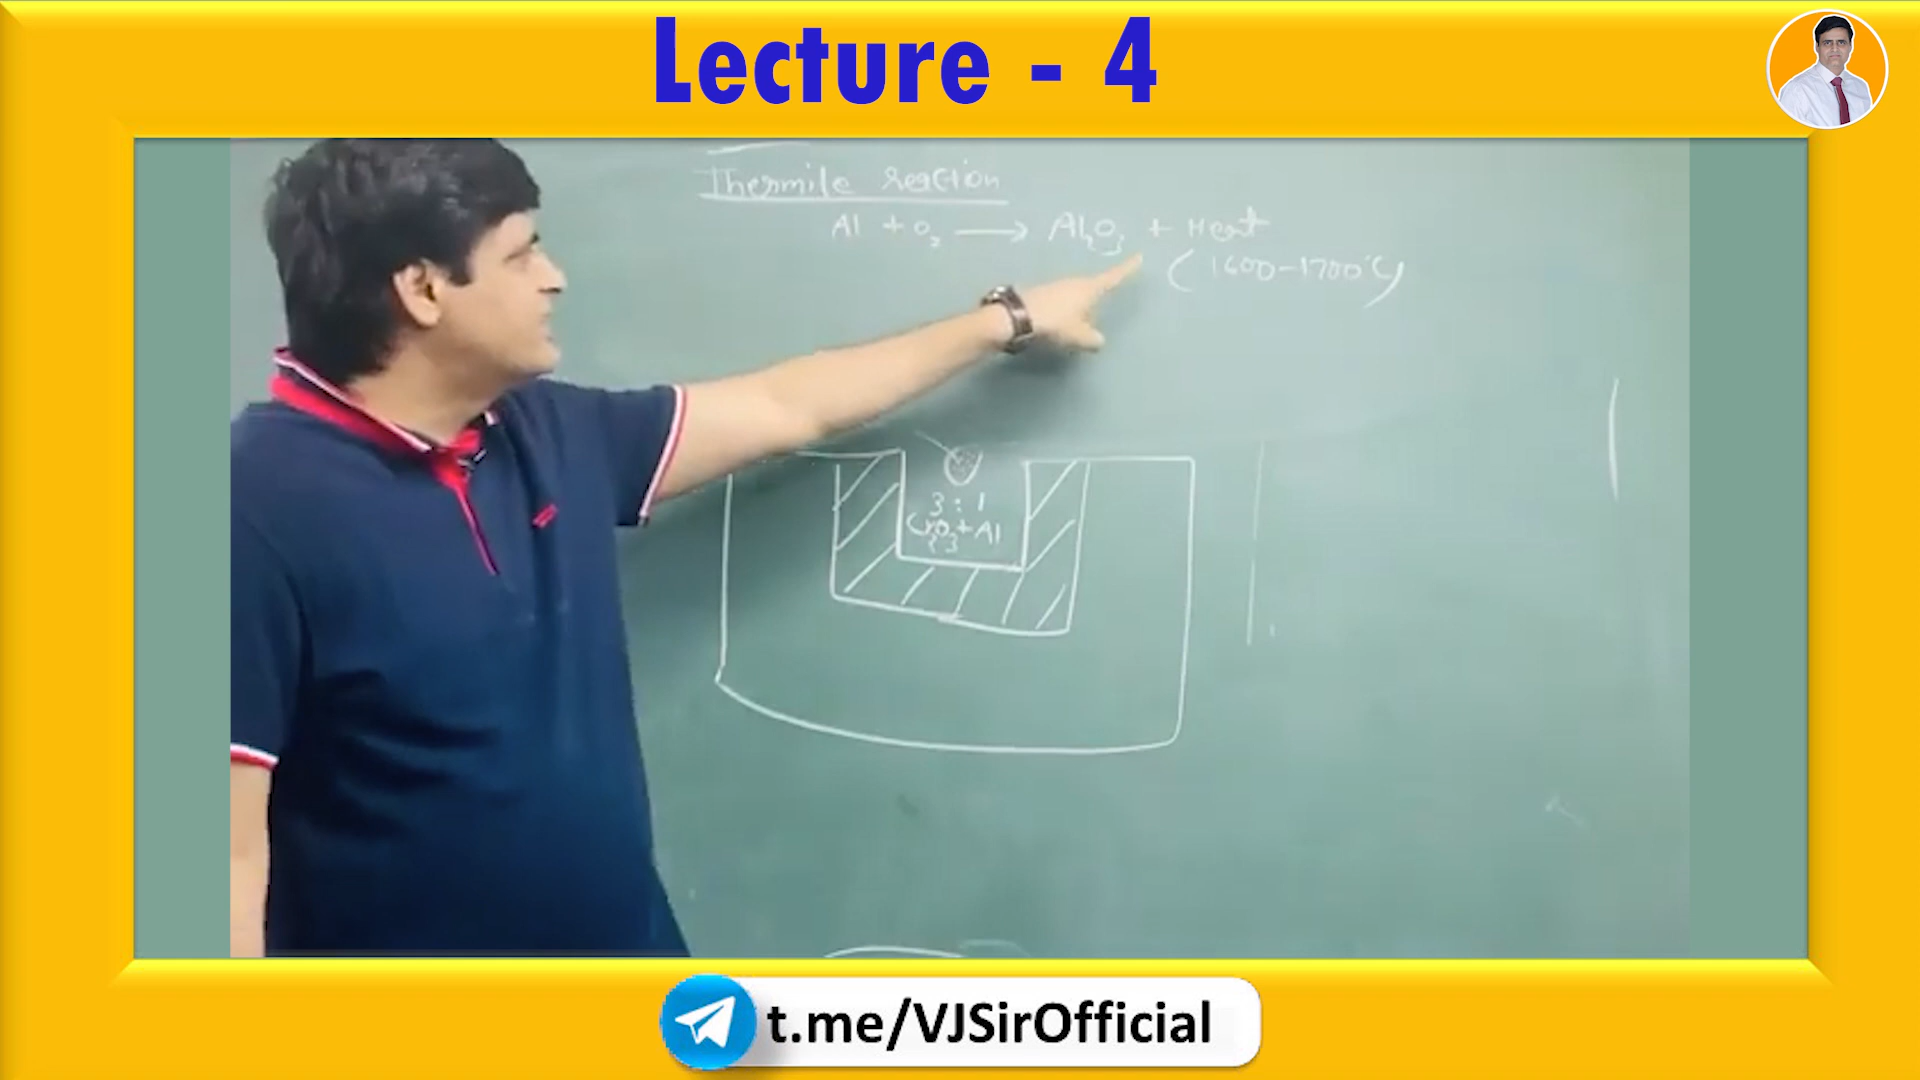 Lecture - 4
Thermite reaction
Al + O₂ ⟶ Al₂O₃ + Heat
(1600-1700°C)
3 : 1
Cr₂O₃ + Al
t.me/VJSirOfficial